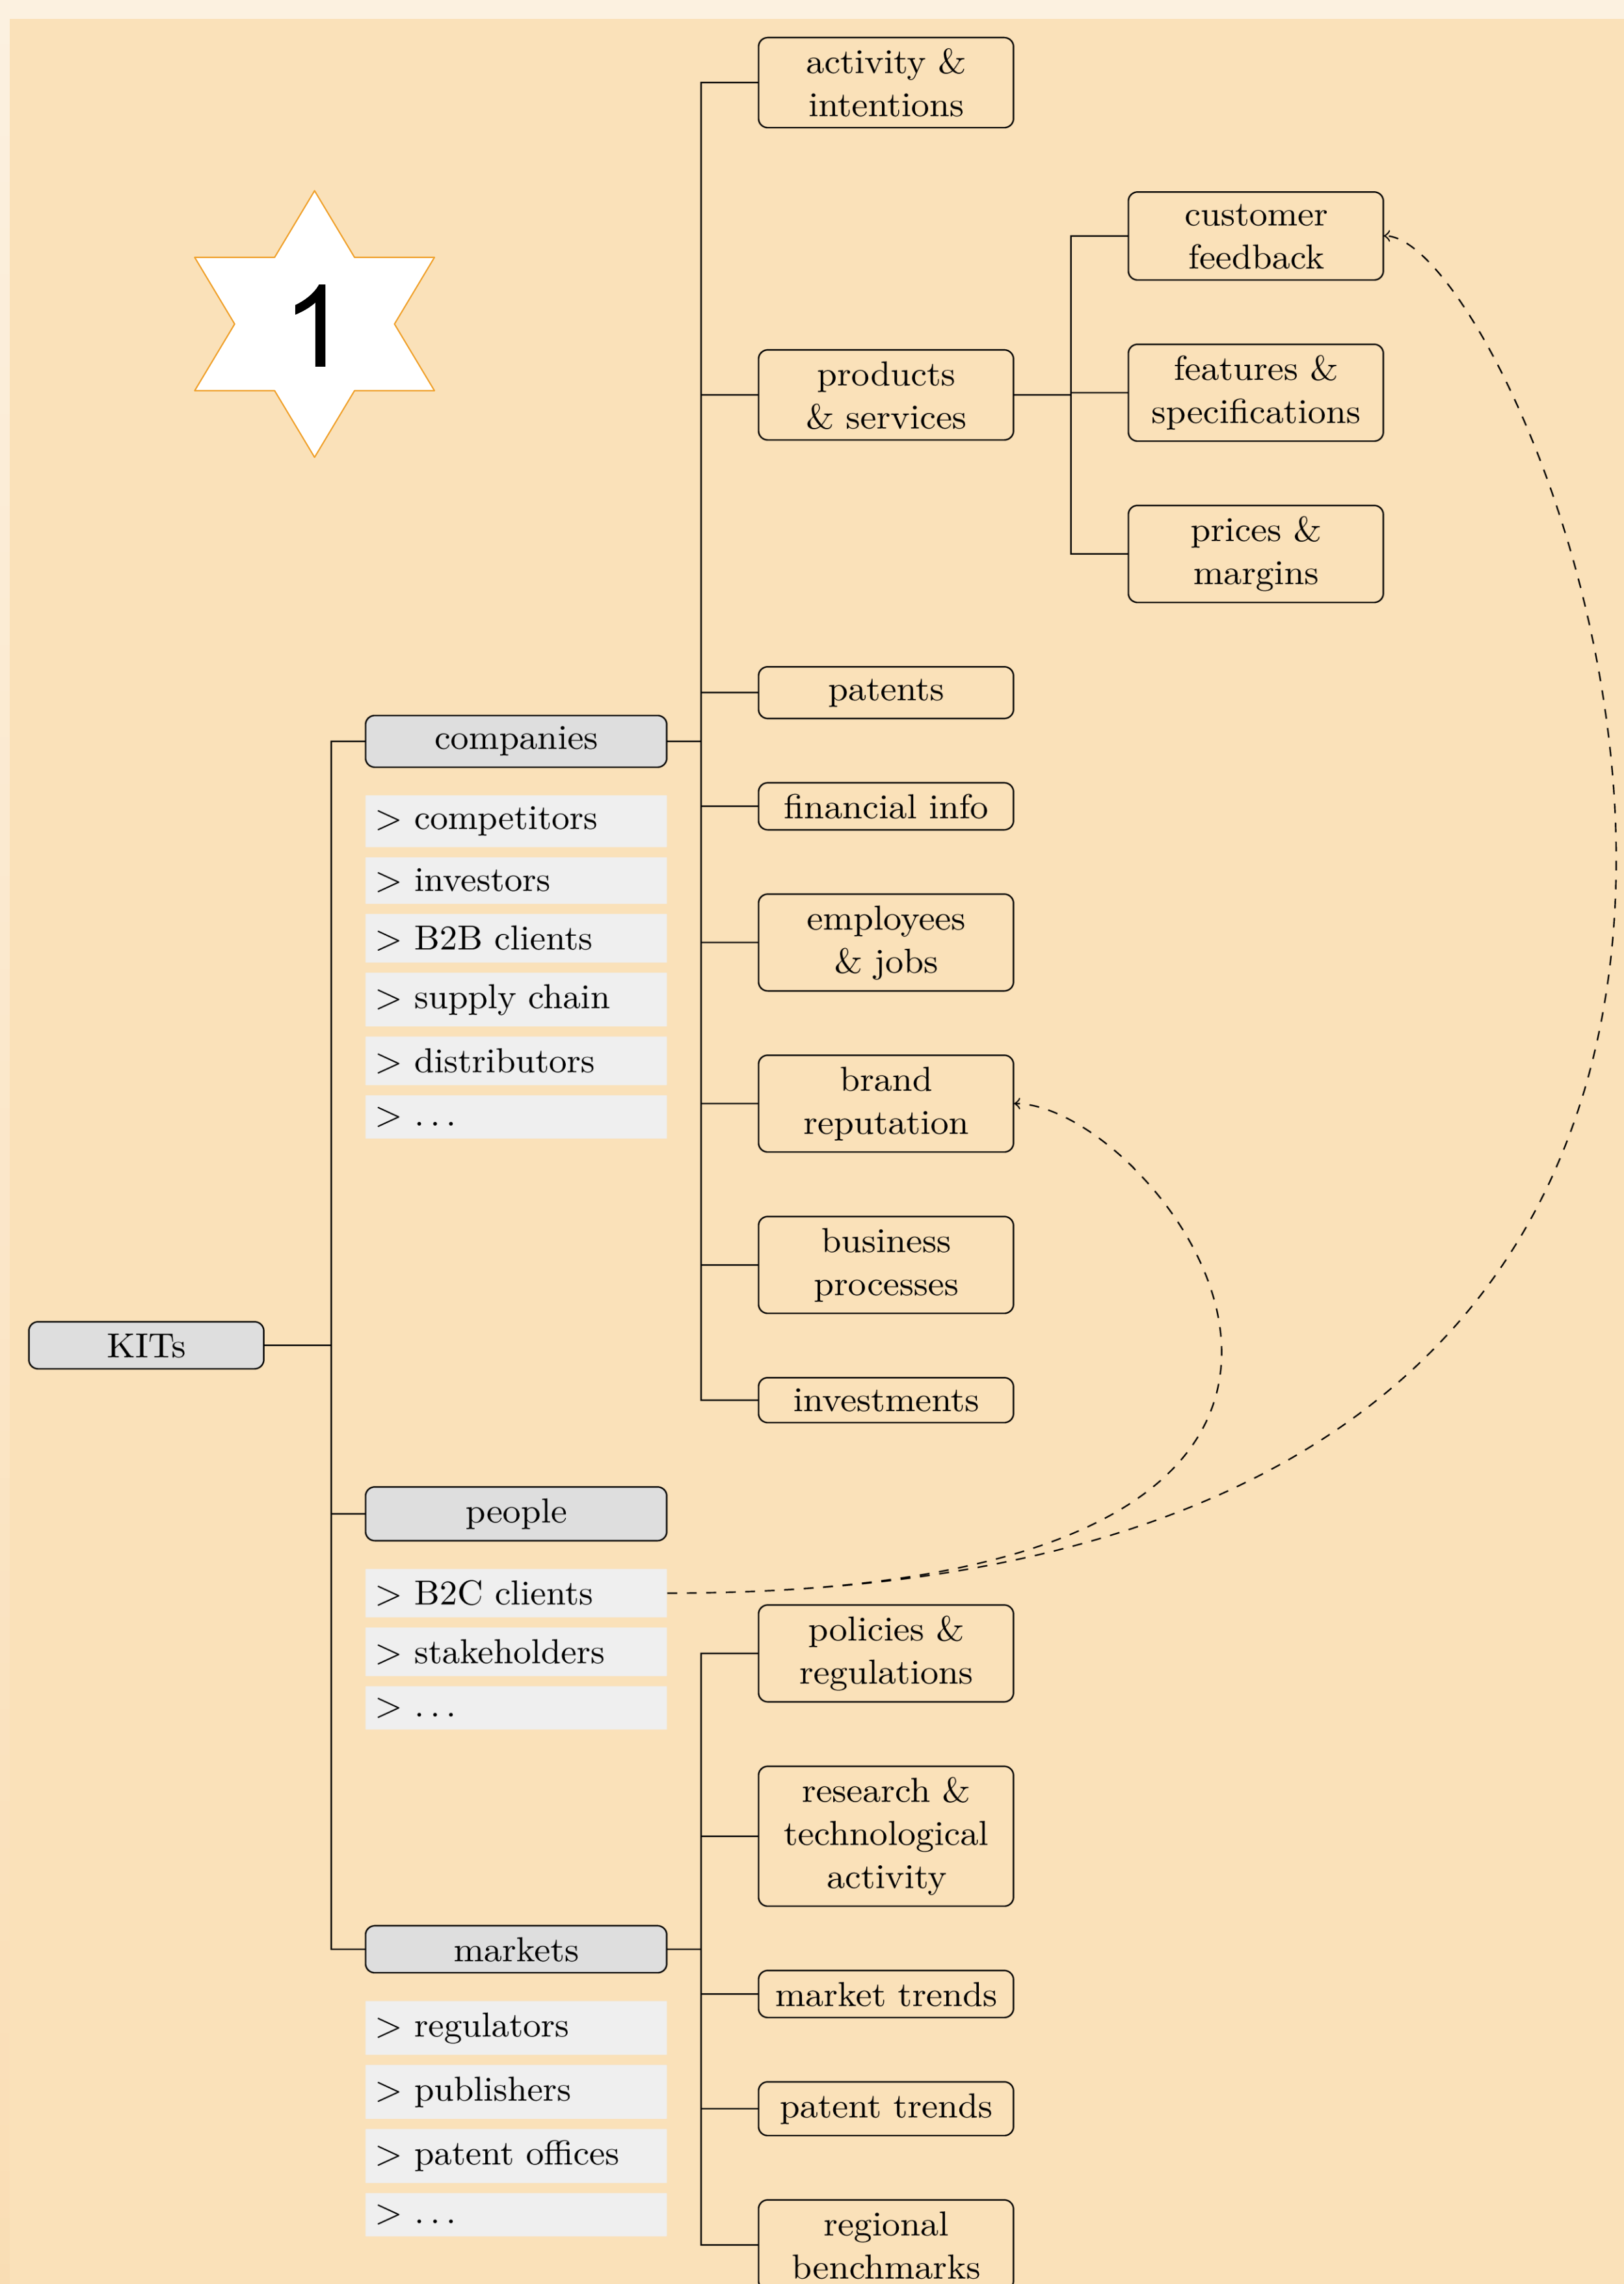 1
KITs
companies
> competitors
> investors
> B2B clients
> supply chain
> distributors
> ...
activity &
intentions
products
& services
customer
feedback
features &
specifications
prices &
margins
patents
financial info
employees
& jobs
brand
reputation
business
processes
investments
people
> B2C clients
> stakeholders
> ...
markets
> regulators
> publishers
> patent offices
> ...
policies &
regulations
research &
technological
activity
market trends
patent trends
regional
benchmarks